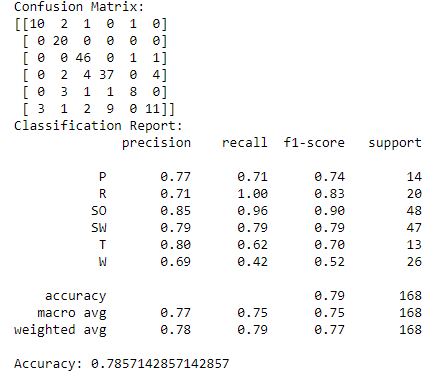 Confusion Matrix:
[[10  2  1  0  1  0]
 [ 0 20  0  0  0  0]
 [ 0  0 46  0  1  1]
 [ 0  2  4 37  0  4]
 [ 0  3  1  1  8  0]
 [ 3  1  2  9  0 11]]
Classification Report:
              precision    recall  f1-score   support

           P       0.77      0.71      0.74        14
           R       0.71      1.00      0.83        20
          SO       0.85      0.96      0.90        48
          SW       0.79      0.79      0.79        47
           T       0.80      0.62      0.70        13
           W       0.69      0.42      0.52        26

    accuracy                           0.79       168
   macro avg       0.77      0.75      0.75       168
weighted avg       0.78      0.79      0.77       168

Accuracy: 0.7857142857142857